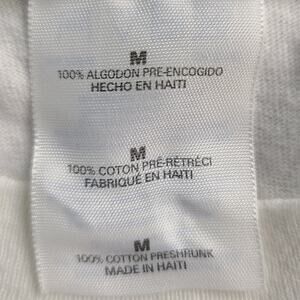 M
100% ALGODON PRE-ENCOGIDO
HECHO EN HAITI
M
100% COTON PRÉ-RÉTRÉCI
FABRIQUÉ EN HAITI
M
100% COTTON PRESHRUNK
MADE IN HAITI